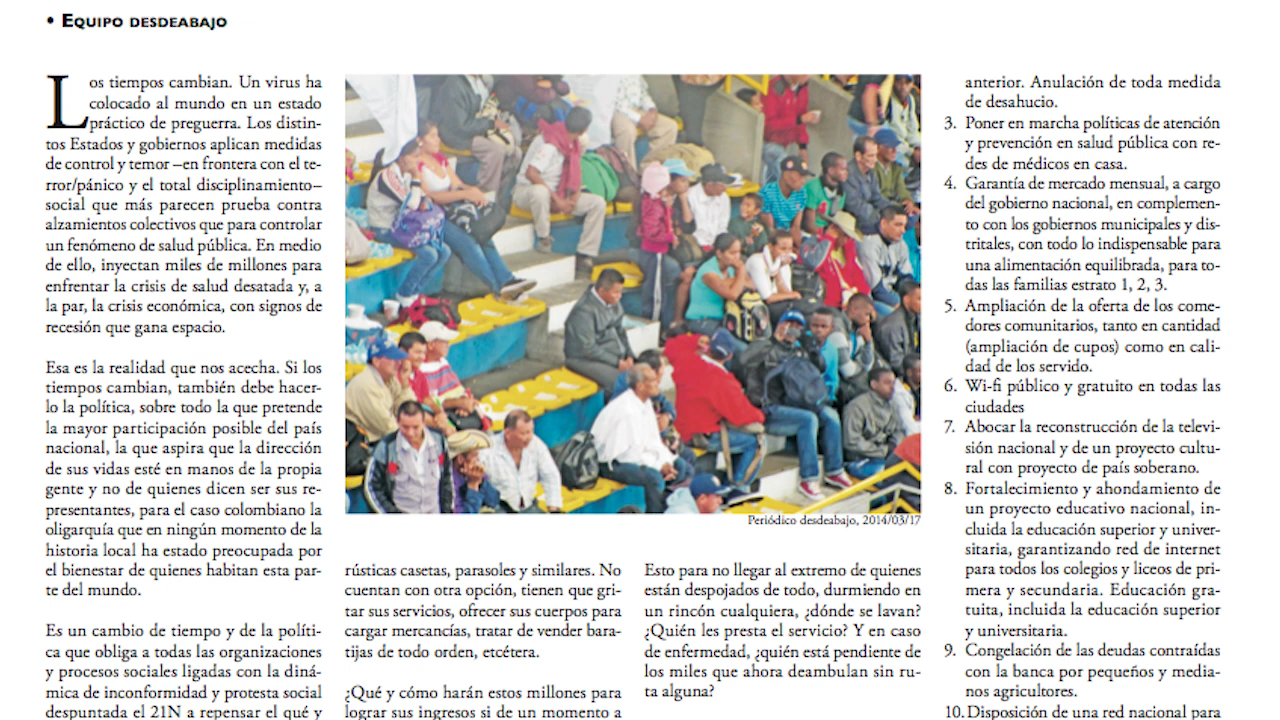 • EQUIPO DESDEABAJO
Los tiempos cambian. Un virus ha
colocado al mundo en un estado
práctico de preguerra. Los distin-
tos Estados y gobiernos aplican medidas
de control y temor –en frontera con el te-
rror/pánico y el total disciplinamiento–
social que más parecen prueba contra
alzamientos colectivos que para controlar
un fenómeno de salud pública. En medio
de ello, inyectan miles de millones para
enfrentar la crisis de salud desatada y, a
la par, la crisis económica, con signos de
recesión que gana espacio.
Esa es la realidad que nos acecha. Si los
tiempos cambian, también debe hacer-
lo la política, sobre todo la que pretende
la mayor participación posible del país
nacional, la que aspira que la dirección
de sus vidas esté en manos de la propia
gente y no de quienes dicen ser sus re-
presentantes, para el caso colombiano la
oligarquía que en ningún momento de la
historia local ha estado preocupada por
el bienestar de quienes habitan esta par-
te del mundo.
Es un cambio de tiempo y de la políti-
ca que obliga a todas las organizaciones
y procesos sociales ligadas con la diná-
mica de inconformidad y protesta social
despuntada el 21N a repensar el qué y
Periódico desdeabajo, 2014/03/17
rústicas casetas, parasoles y similares. No
cuentan con otra opción, tienen que gri-
tar sus servicios, ofrecer sus cuerpos para
cargar mercancías, tratar de vender bara-
tijas de todo orden, etcétera.
¿Qué y cómo harán estos millones para
lograr sus ingresos si de un momento a
Esto para no llegar al extremo de quienes
están despojados de todo, durmiendo en
un rincón cualquiera, ¿dónde se lavan?
¿Quién les presta el servicio? Y en caso
de enfermedad, ¿quién está pendiente de
los miles que ahora deambulan sin ru-
ta alguna?
anterior. Anulación de toda medida
de desahucio.
3. Poner en marcha políticas de atención
y prevención en salud pública con re-
des de médicos en casa.
4. Garantía de mercado mensual, a cargo
del gobierno nacional, en complemen-
to con los gobiernos municipales y dis-
tritales, con todo lo indispensable para
una alimentación equilibrada, para to-
das las familias estrato 1, 2, 3.
5. Ampliación de la oferta de los come-
dores comunitarios, tanto en cantidad
(ampliación de cupos) como en cali-
dad de los servido.
6. Wi-fi público y gratuito en todas las
ciudades
7. Abocar la reconstrucción de la televi-
sión nacional y de un proyecto cultu-
ral con proyecto de país soberano.
8. Fortalecimiento y ahondamiento de
un proyecto educativo nacional, in-
cluida la educación superior y univer-
sitaria, garantizando red de internet
para todos los colegios y liceos de pri-
mera y secundaria. Educación gra-
tuita, incluida la educación superior
y universitaria.
9. Congelación de las deudas contraídas
con la banca por pequeños y media-
nos agricultores.
10. Disposición de una red nacional para